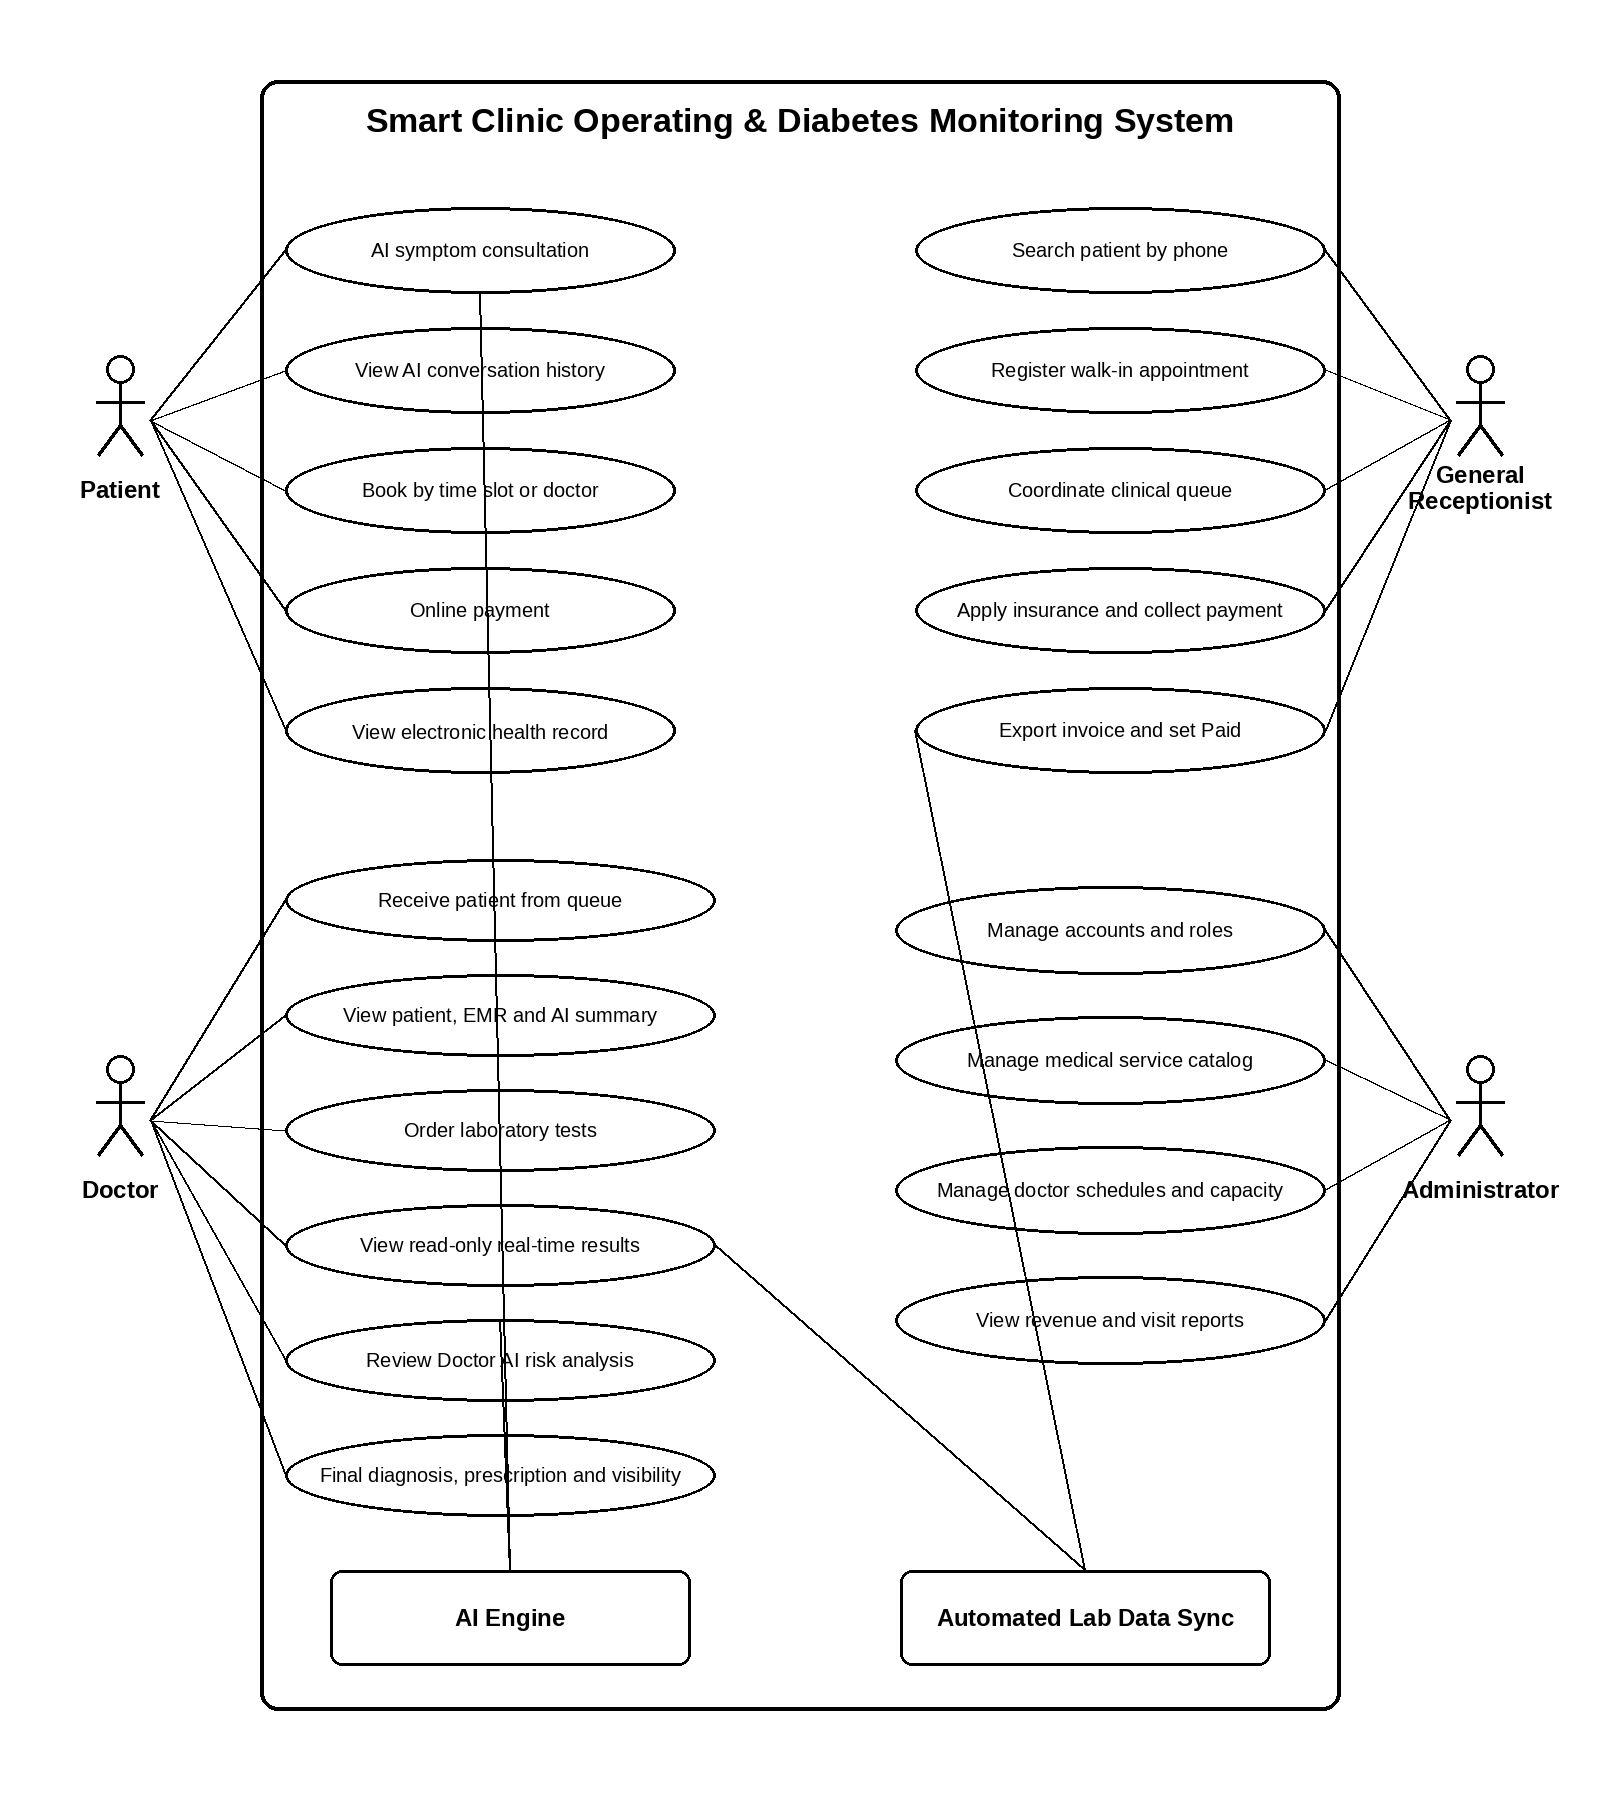 Smart Clinic Operating & Diabetes Monitoring System
AI symptom consultation
View AI conversation history
Book by time slot or doctor
Online payment
View electronic health record
Patient
Search patient by phone
Register walk-in appointment
Coordinate clinical queue
Apply insurance and collect payment
Export invoice and set Paid
General
Receptionist
Receive patient from queue
View patient, EMR and AI summary
Order laboratory tests
View read-only real-time results
Review Doctor AI risk analysis
Final diagnosis, prescription and visibility
Doctor
Manage accounts and roles
Manage medical service catalog
Manage doctor schedules and capacity
View revenue and visit reports
Administrator
AI Engine
Automated Lab Data Sync